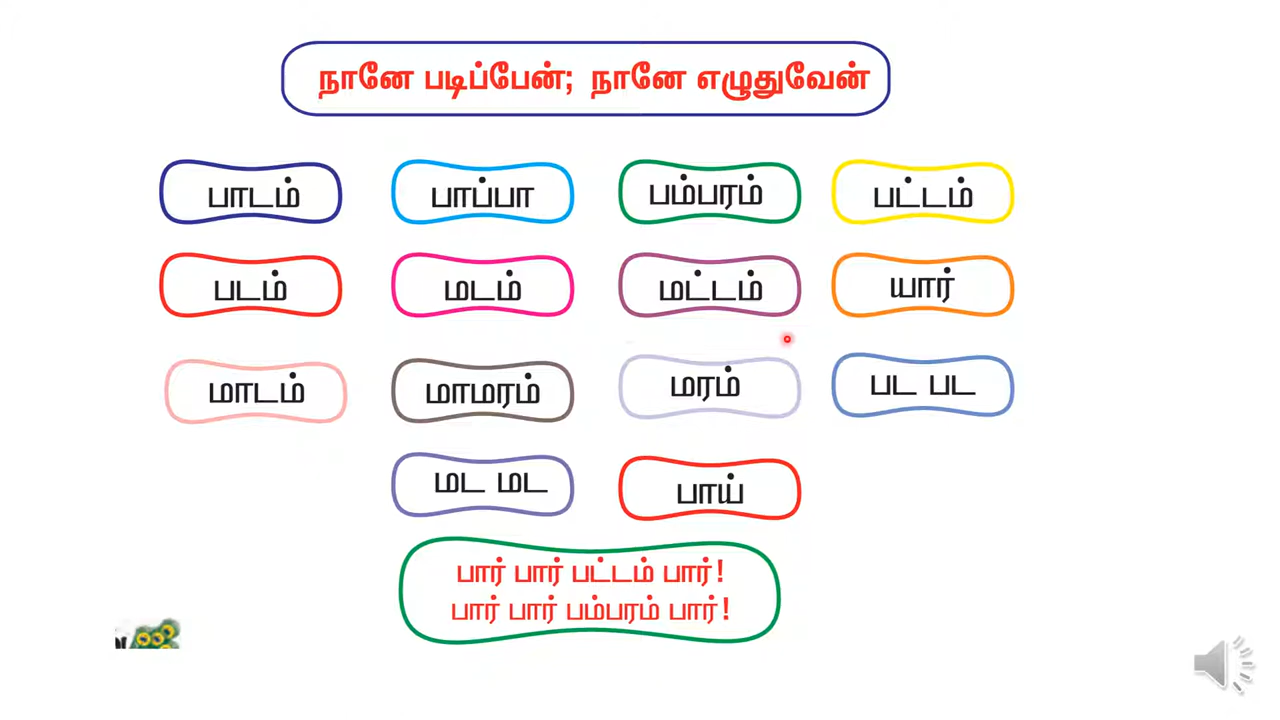 நானே படிப்பேன்; நானே எழுதுவேன்
பாடம் பாப்பா பம்பரம் பட்டம்
படம் மடம் மட்டம் யார்
மாடம் மாமரம் மரம் பட பட
மட மட பாய்
பார் பார் பட்டம் பார்!
பார் பார் பம்பரம் பார்!